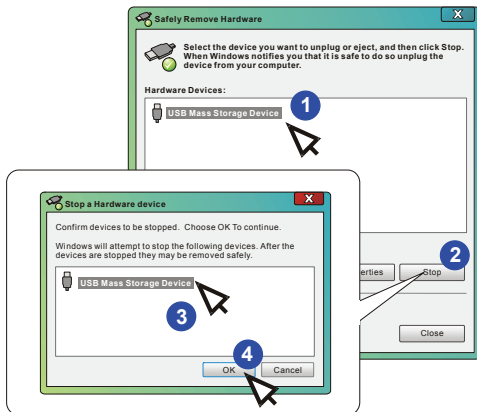 Safely Remove Hardware
X
Select the device you want to unplug or eject, and then click Stop.
When Windows notifies you that it is safe to do so unplug the
device from your computer.
Hardware Devices:
USB Mass Storage Device
1
2
erties
Stop
Close
Stop a Hardware device
X
Confirm devices to be stopped. Choose OK To continue.
Windows will attempt to stop the following devices. After the
devices are stopped they may be removed safely.
USB Mass Storage Device
3
4
OK
Cancel